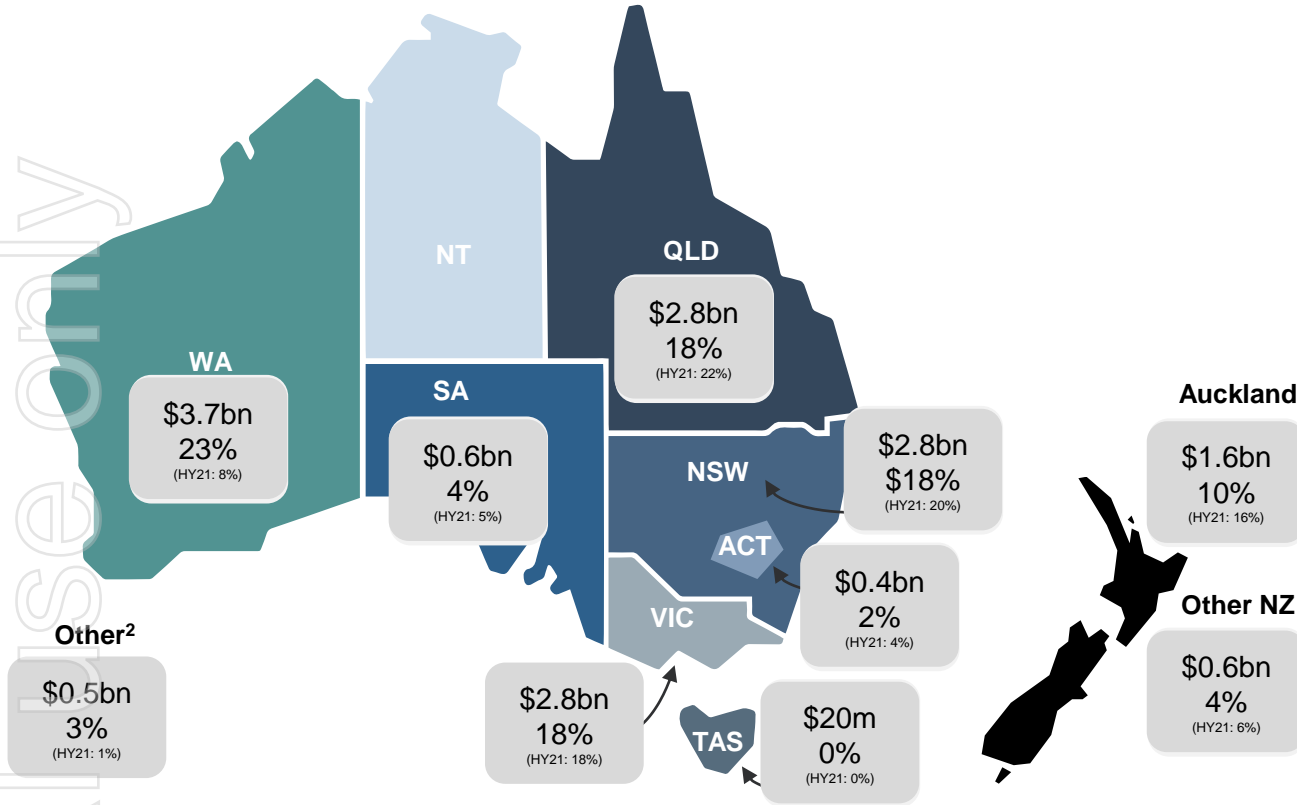 NT
QLD
$2.8bn
18%
(HY21: 22%)
WA
$3.7bn
23%
(HY21: 8%)
SA
$0.6bn
4%
(HY21: 5%)
NSW
$2.8bn
$18%
(HY21: 20%)
ACT
$0.4bn
2%
(HY21: 4%)
VIC
$2.8bn
18%
(HY21: 18%)
TAS
$20m
0%
(HY21: 0%)
Auckland
$1.6bn
10%
(HY21: 16%)
Other NZ
$0.6bn
4%
(HY21: 6%)
Other²
$0.5bn
3%
(HY21: 1%)
use only